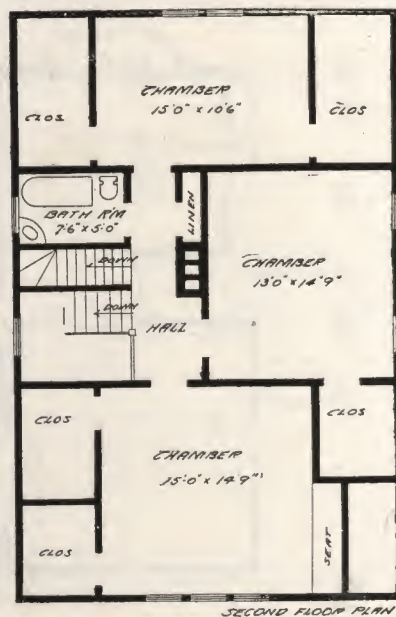 CHAMBER
15'0" x 10'6"
CLOS.
CLOS
BATH R'M
7'6" x 5'0"
LINEN
DOWN
CHAMBER
13'0" x 14'9"
DOWN
HALL
CLOS
CLOS
CHAMBER
15'0" x 14'9"
CLOS
SEAT
SECOND FLOOR PLAN